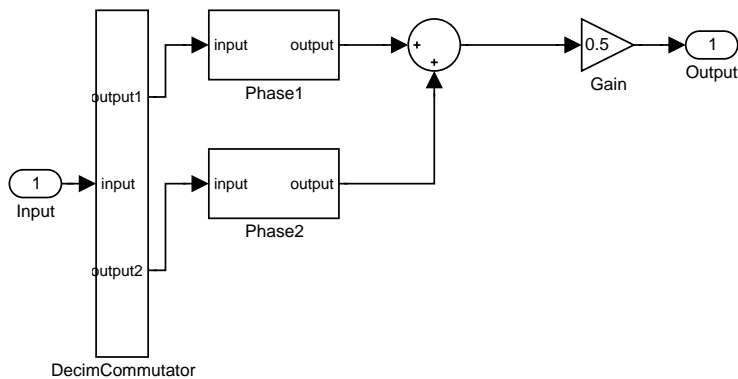 input
output
Phase1
+
+
0.5
Gain
1
Output
output1
input
output2
DecimCommutator
1
Input
input
output
Phase2